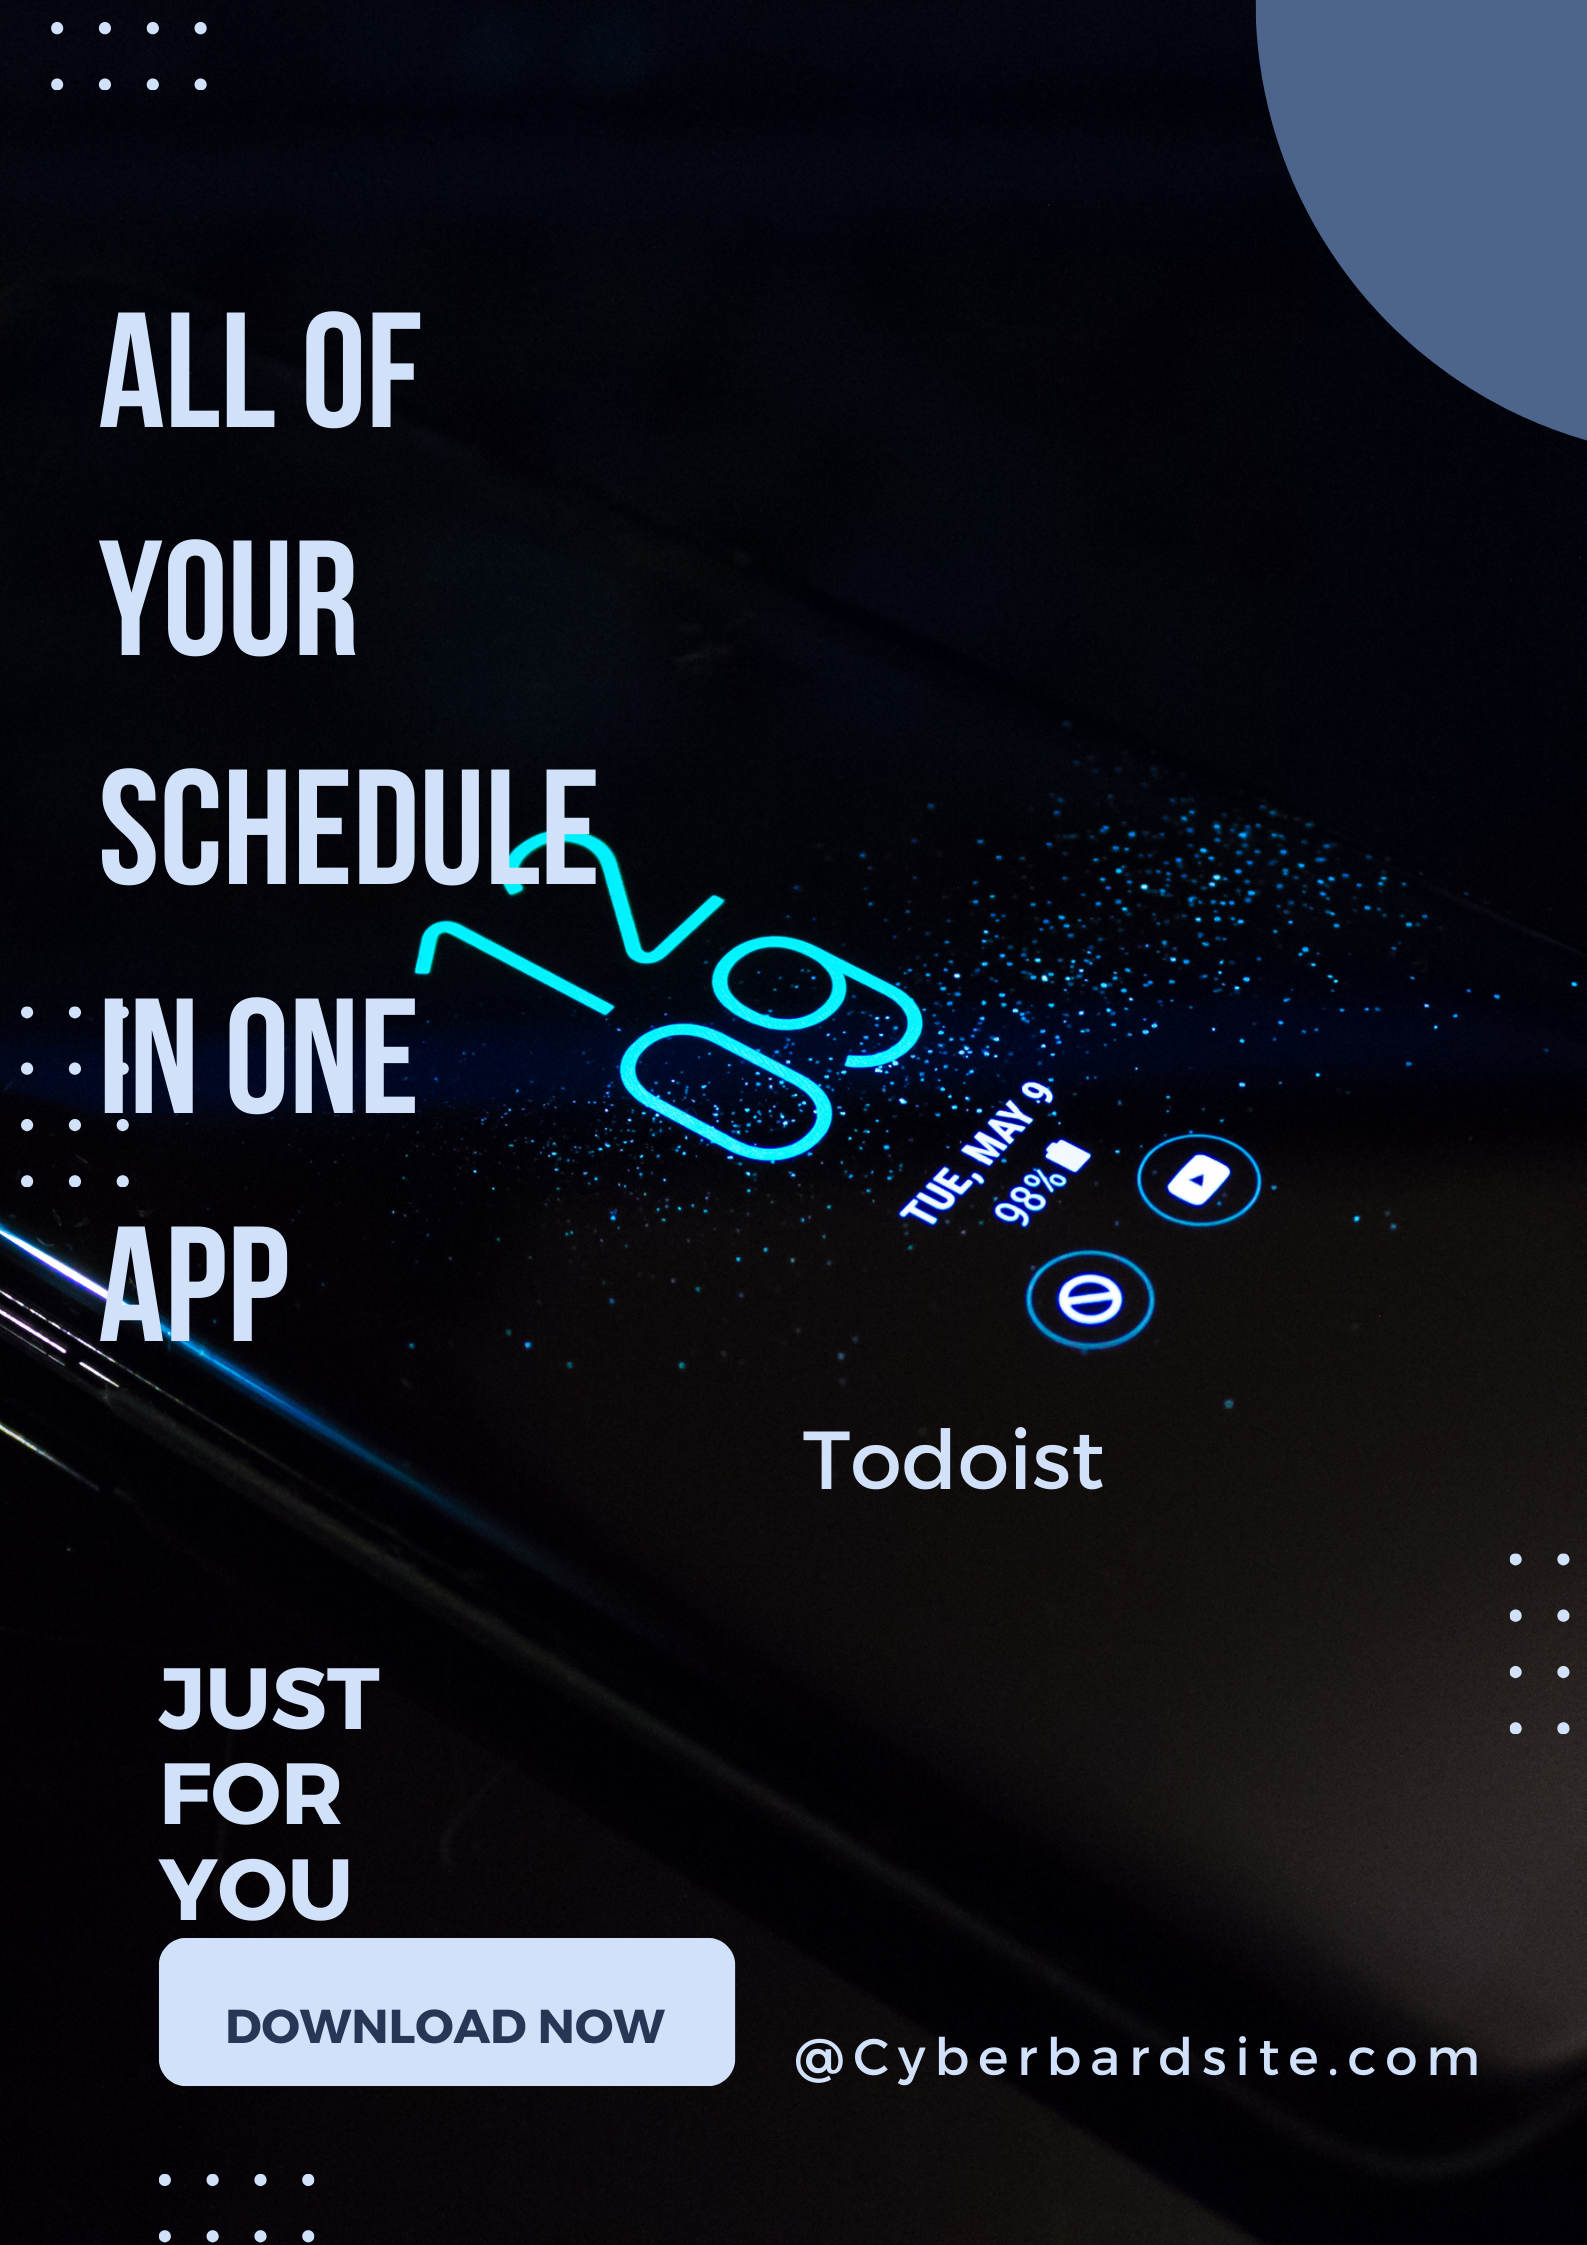 ALL OF
YOUR
SCHEDULE
IN ONE
APP
12
09
TUE, MAY 9
98%
Todoist
JUST
FOR
YOU
DOWNLOAD NOW
@Cyberbardsite.com